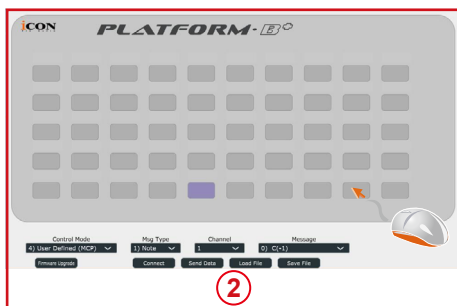 iCON PLATFORM-B+
Control Mode Msg Type Channel Message
4) User Defined (MCP) 1) Note 1 0) C(-1)
Firmware Upgrade Connect Send Data Load File Save File
2